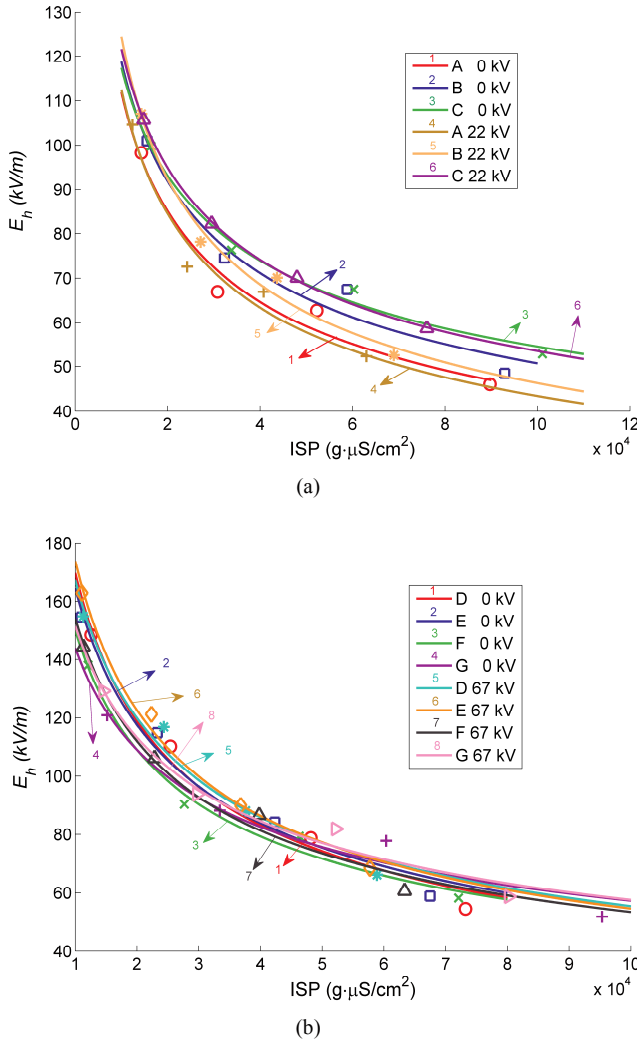 130
120
110
100
90
80
70
60
50
40
E_h (kV/m)
1 A 0 kV
2 B 0 kV
3 C 0 kV
4 A 22 kV
5 B 22 kV
6 C 22 kV
2
5
1
4
3
6
0 2 4 6 8 10 12
ISP (g·μS/cm²)
x 10⁴
(a)
180
160
140
120
100
80
60
40
E_h (kV/m)
1 D 0 kV
2 E 0 kV
3 F 0 kV
4 G 0 kV
5 D 67 kV
6 E 67 kV
7 F 67 kV
8 G 67 kV
2
6
8
5
4
3
7
1
1 2 3 4 5 6 7 8 9 10
ISP (g·μS/cm²)
x 10⁴
(b)